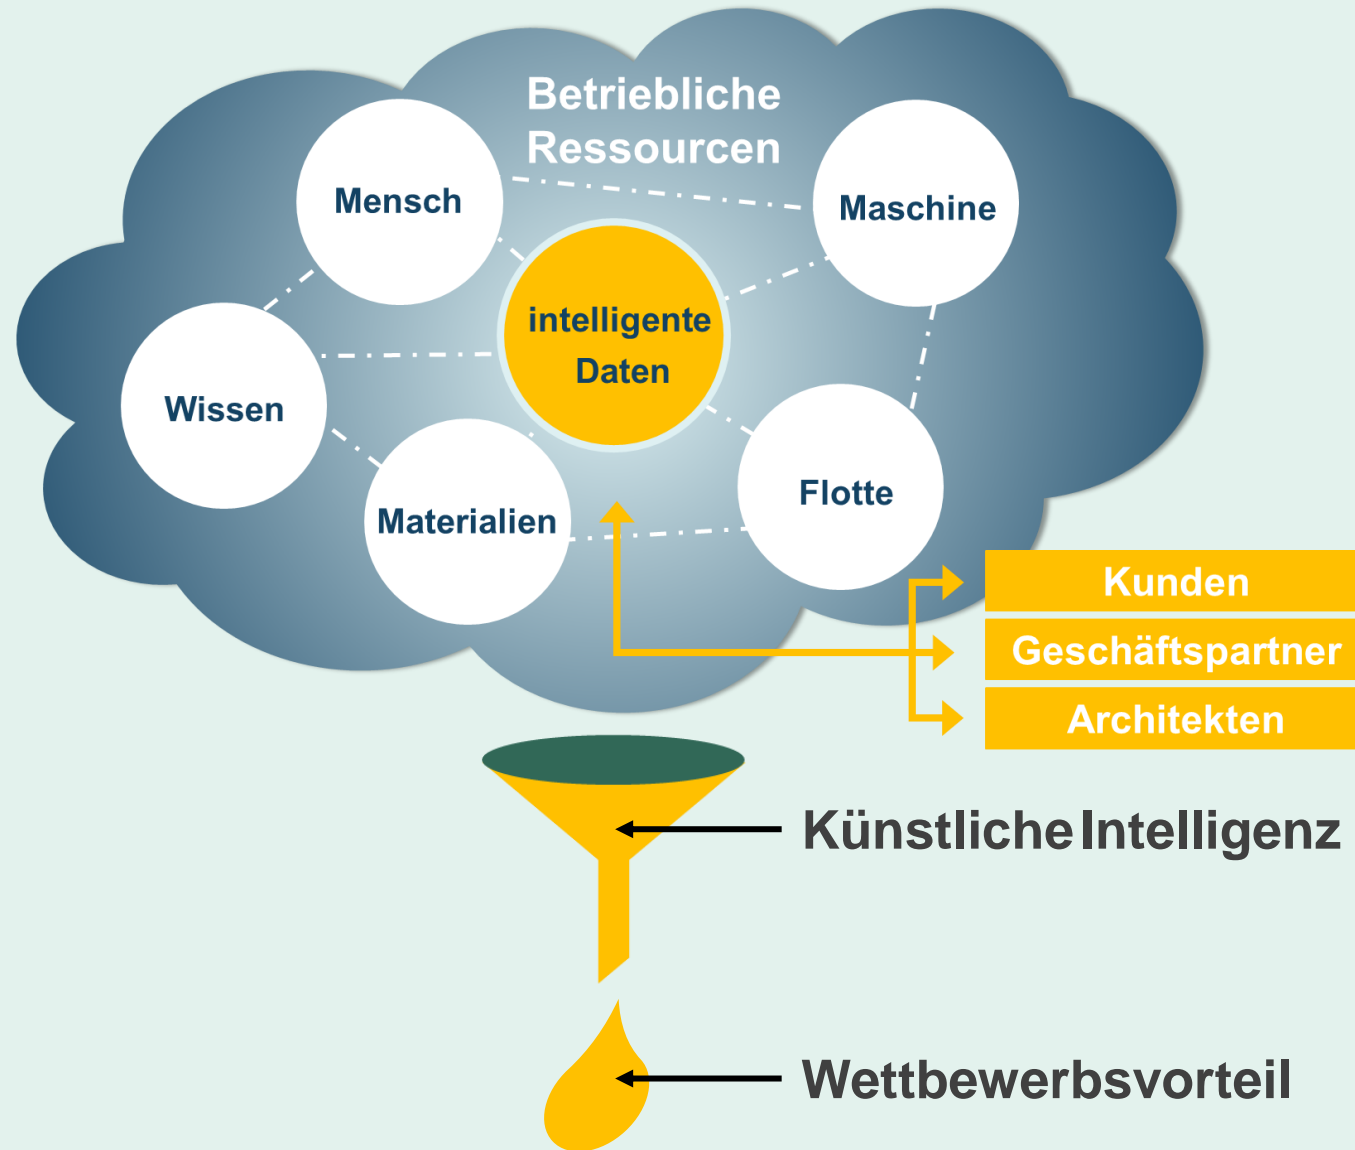 Betriebliche
Ressourcen
Mensch
Maschine
intelligente
Daten
Wissen
Materialien
Flotte
Kunden
Geschäftspartner
Architekten
Künstliche Intelligenz
Wettbewerbsvorteil